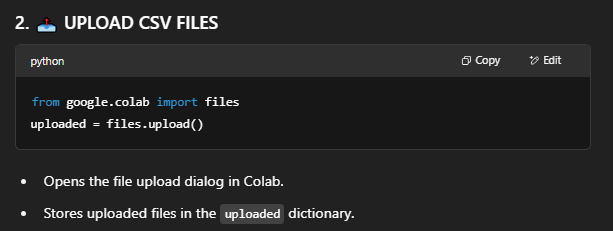 2. 📤 UPLOAD CSV FILES
python
Copy
Edit
from google.colab import files
uploaded = files.upload()
• Opens the file upload dialog in Colab.
• Stores uploaded files in the uploaded dictionary.